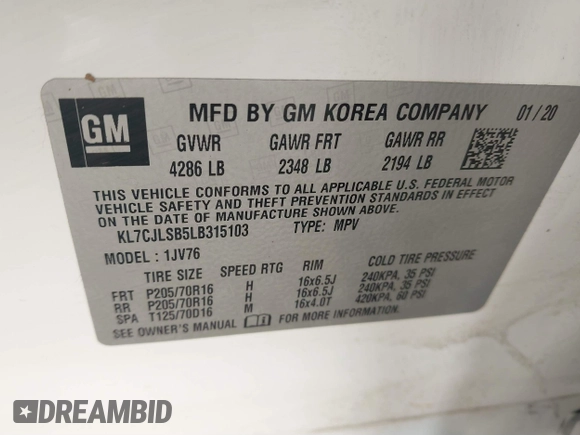 GM
MFD BY GM KOREA COMPANY 01/20
GVWR GAWR FRT GAWR RR
4286 LB 2348 LB 2194 LB
THIS VEHICLE CONFORMS TO ALL APPLICABLE U.S. FEDERAL MOTOR
VEHICLE SAFETY AND THEFT PREVENTION STANDARDS IN EFFECT
ON THE DATE OF MANUFACTURE SHOWN ABOVE.
KL7CJLSB5LB315103 TYPE: MPV
MODEL : 1JV76
TIRE SIZE SPEED RTG RIM COLD TIRE PRESSURE
FRT P205/70R16 H 16x6.5J 240KPA, 35 PSI
RR P205/70R16 H 16x6.5J 240KPA, 35 PSI
SPA T125/70D16 M 16x4.0T 420KPA, 60 PSI
SEE OWNER'S MANUAL FOR MORE INFORMATION.
DREAMBID